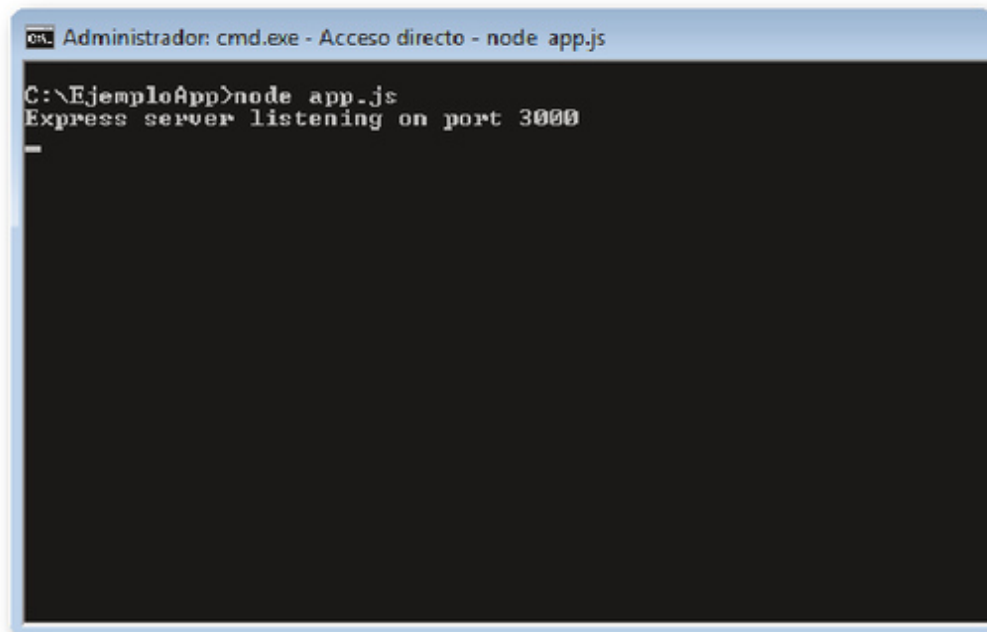 Administrador: cmd.exe - Acceso directo - node app.js
C:\EjemploApp>node app.js
Express server listening on port 3000